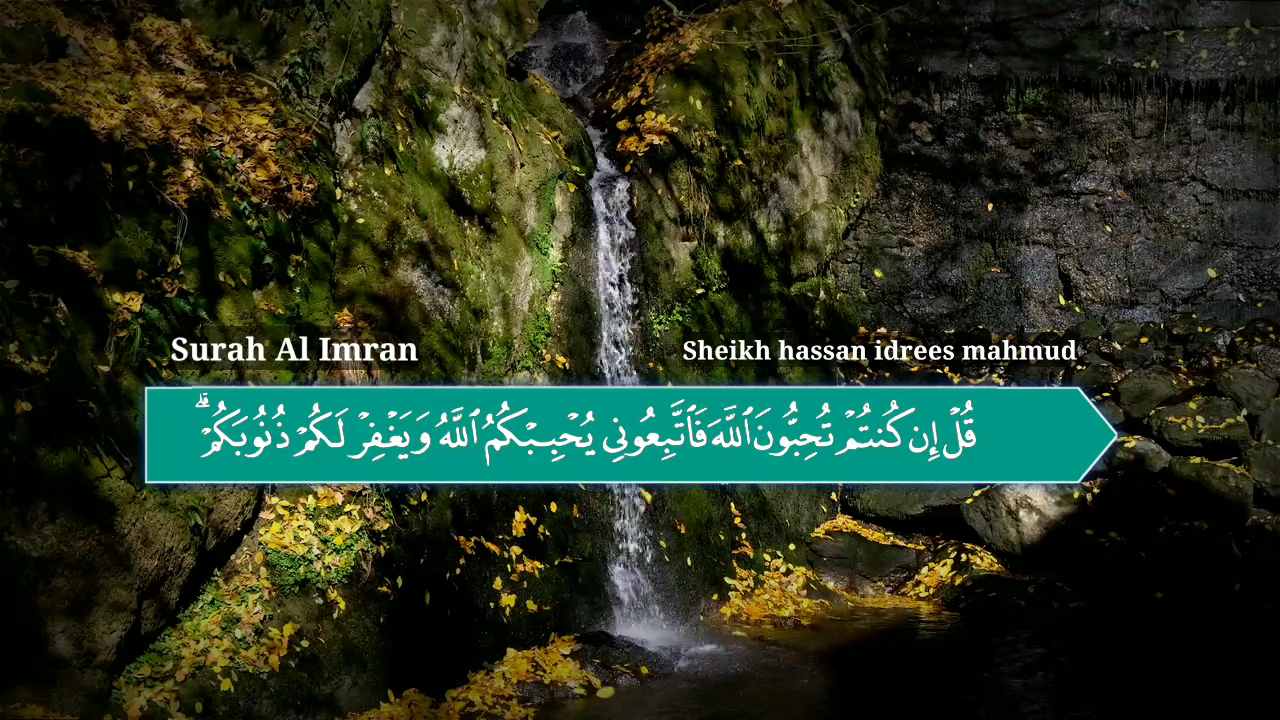 Surah Al Imran
Sheikh hassan idrees mahmud
قُلْ إِن كُنتُمْ تُحِبُّونَ ٱللَّهَ فَٱتَّبِعُونِى يُحْبِبْكُمُ ٱللَّهُ وَيَغْفِرْ لَكُمْ ذُنُوبَكُمْ ۗ